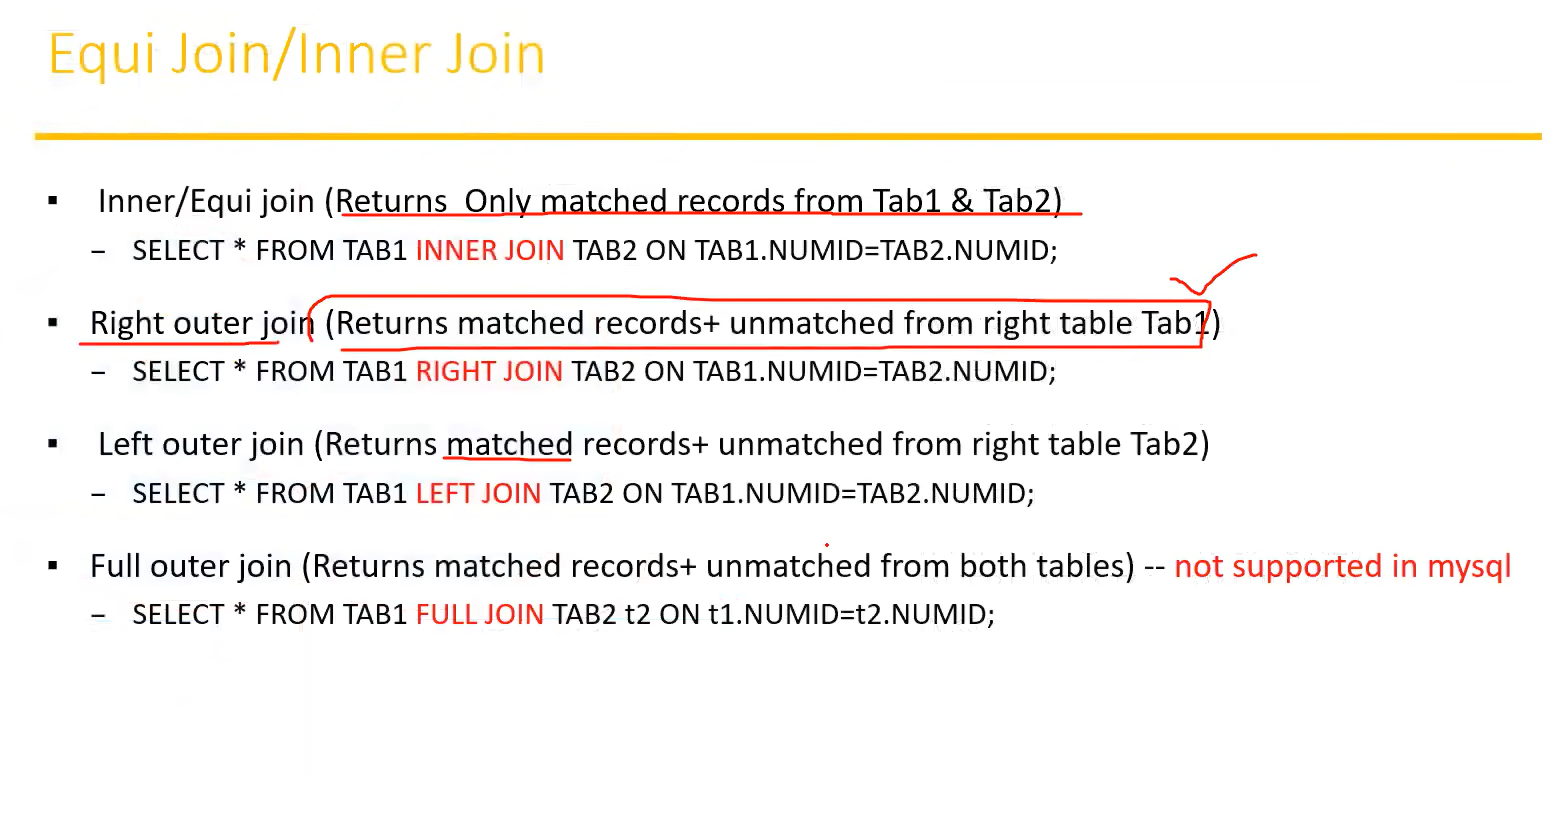 Equi Join/Inner Join
▪ Inner/Equi join (Returns Only matched records from Tab1 & Tab2)
– SELECT * FROM TAB1 INNER JOIN TAB2 ON TAB1.NUMID=TAB2.NUMID;
▪ Right outer join (Returns matched records+ unmatched from right table Tab1)
– SELECT * FROM TAB1 RIGHT JOIN TAB2 ON TAB1.NUMID=TAB2.NUMID;
▪ Left outer join (Returns matched records+ unmatched from right table Tab2)
– SELECT * FROM TAB1 LEFT JOIN TAB2 ON TAB1.NUMID=TAB2.NUMID;
▪ Full outer join (Returns matched records+ unmatched from both tables) -- not supported in mysql
– SELECT * FROM TAB1 FULL JOIN TAB2 t2 ON t1.NUMID=t2.NUMID;